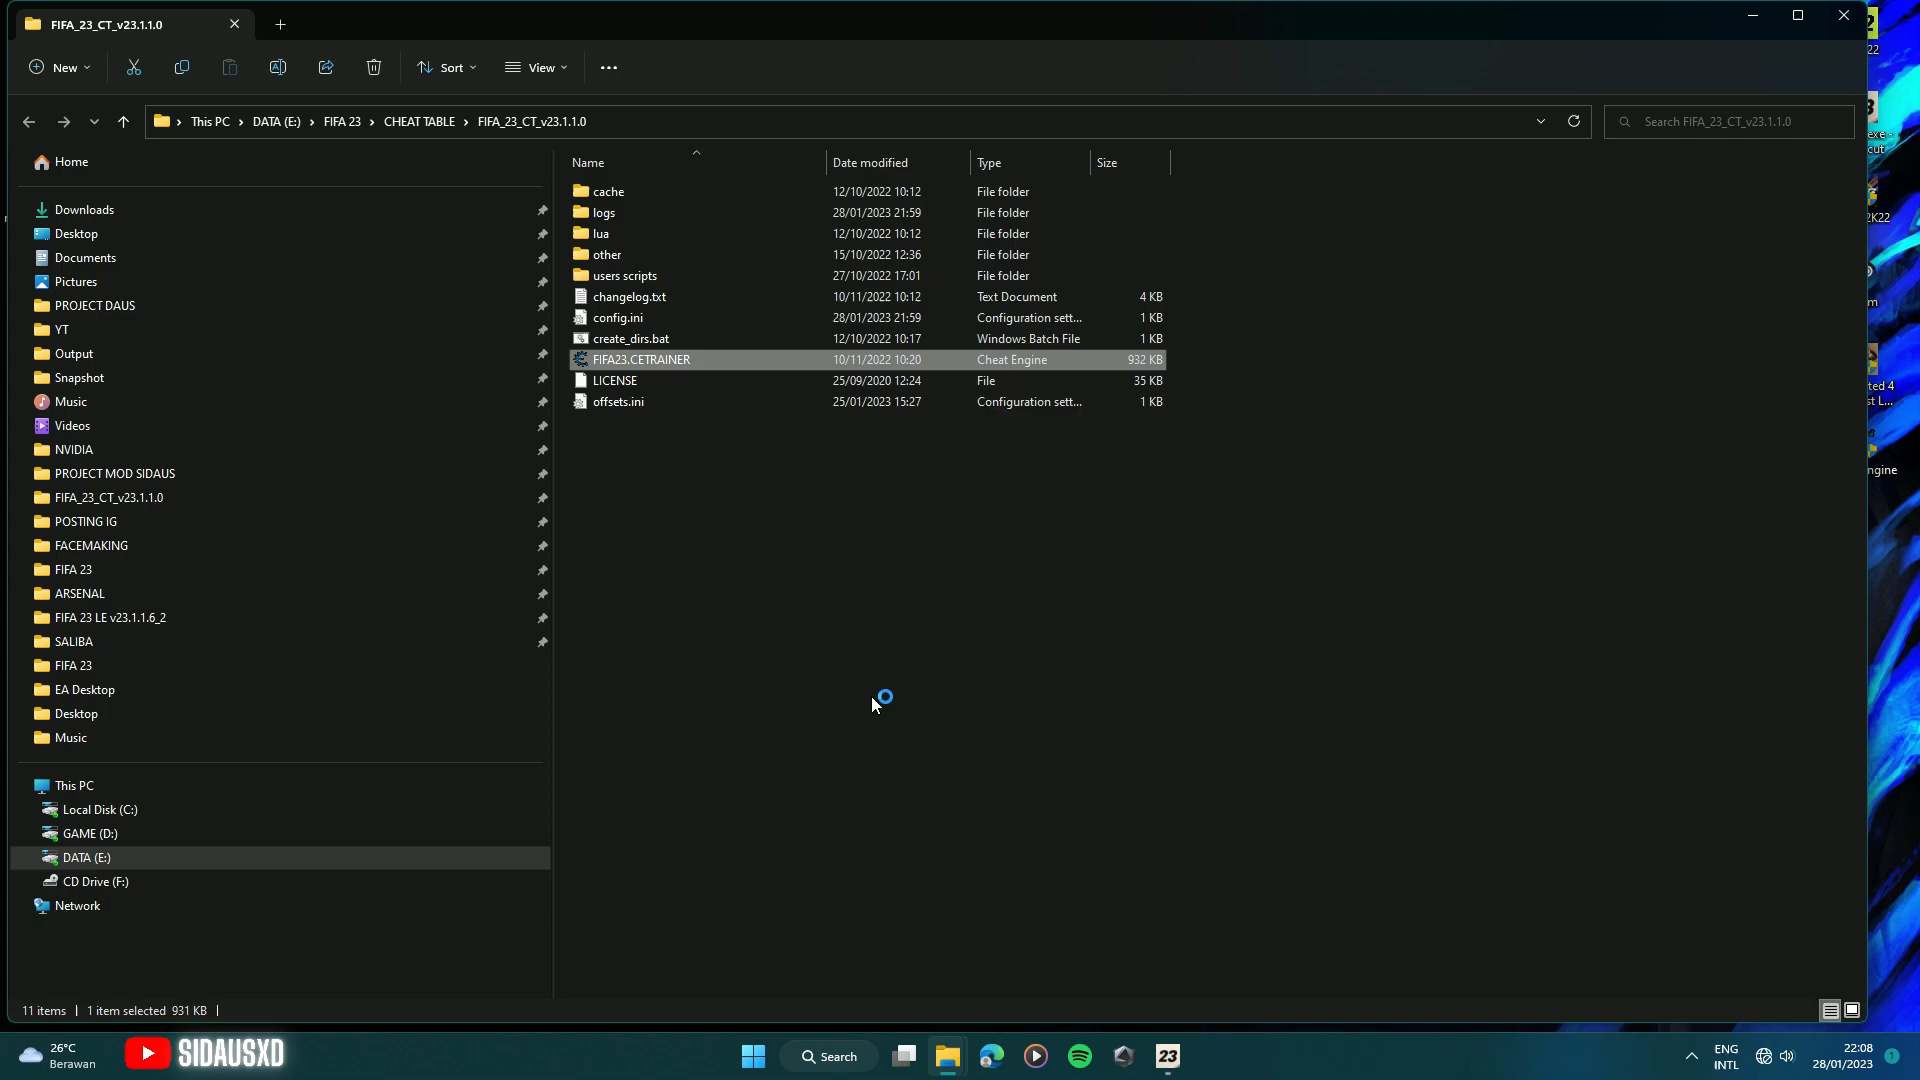 FIFA_23_CT_v23.1.1.0
New
Sort
View
This PC
DATA (E:)
FIFA 23
CHEAT TABLE
FIFA_23_CT_v23.1.1.0
Search FIFA_23_CT_v23.1.1.0
Home
Downloads
Desktop
Documents
Pictures
PROJECT DAUS
YT
Output
Snapshot
Music
Videos
NVIDIA
PROJECT MOD SIDAUS
FIFA_23_CT_v23.1.1.0
POSTING IG
FACEMAKING
FIFA 23
ARSENAL
FIFA 23 LE v23.1.1.6_2
SALIBA
FIFA 23
EA Desktop
Desktop
Music
This PC
Local Disk (C:)
GAME (D:)
DATA (E:)
CD Drive (F:)
Network
Name Date modified Type Size
cache 12/10/2022 10:12 File folder
logs 28/01/2023 21:59 File folder
lua 12/10/2022 10:12 File folder
other 15/10/2022 12:36 File folder
users scripts 27/10/2022 17:01 File folder
changelog.txt 10/11/2022 10:12 Text Document 4 KB
config.ini 28/01/2023 21:59 Configuration sett... 1 KB
create_dirs.bat 12/10/2022 10:17 Windows Batch File 1 KB
FIFA23.CETRAINER 10/11/2022 10:20 Cheat Engine 932 KB
LICENSE 25/09/2020 12:24 File 35 KB
offsets.ini 25/01/2023 15:27 Configuration sett... 1 KB
22
exe -
cut
2K22
m
ted 4
st L...
ngine
11 items
1 item selected 931 KB
26°C
Berawan
SIDAUSXD
Search
23
ENG
INTL
22:08
28/01/2023
1